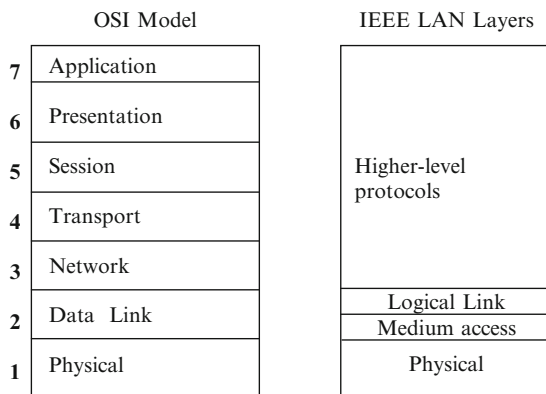 OSI Model
IEEE LAN Layers
7 Application
6 Presentation
5 Session
4 Transport
3 Network
2 Data Link
1 Physical
Higher-level
protocols
Logical Link
Medium access
Physical